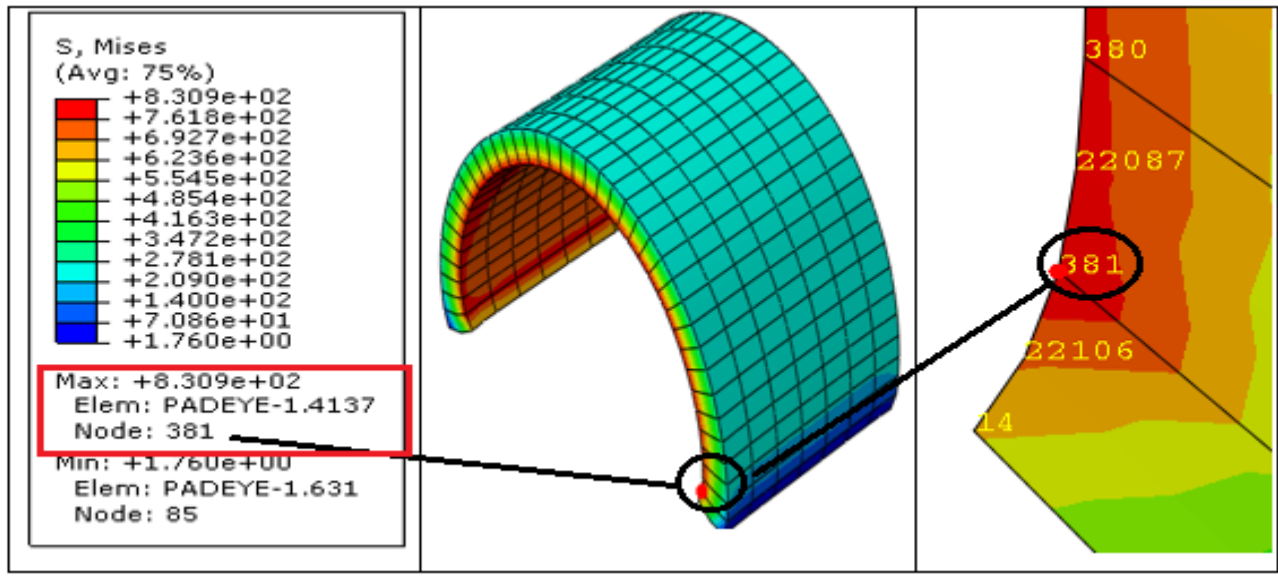 S, Mises
(Avg: 75%)
+8.309e+02
+7.618e+02
+6.927e+02
+6.236e+02
+5.545e+02
+4.854e+02
+4.163e+02
+3.472e+02
+2.781e+02
+2.090e+02
+1.400e+02
+7.086e+01
+1.760e+00
Max: +8.309e+02
Elem: PADEYE-1.4137
Node: 381
Min: +1.760e+00
Elem: PADEYE-1.631
Node: 85
380
22087
381
22106
14